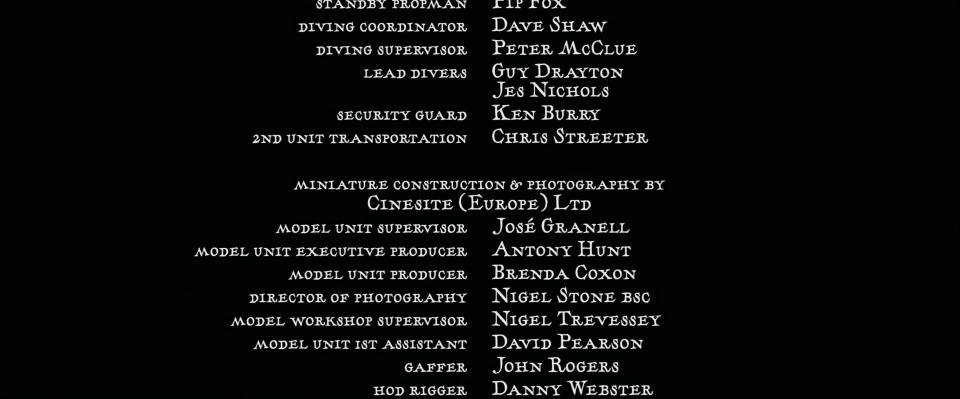 STANDBY PROPMAN PIP FOX
DIVING COORDINATOR DAVE SHAW
DIVING SUPERVISOR PETER MCCLUE
LEAD DIVERS GUY DRAYTON
JES NICHOLS
SECURITY GUARD KEN BURRY
2ND UNIT TRANSPORTATION CHRIS STREETER
MINIATURE CONSTRUCTION & PHOTOGRAPHY BY
CINESITE (EUROPE) LTD
MODEL UNIT SUPERVISOR JOSÉ GRANELL
MODEL UNIT EXECUTIVE PRODUCER ANTONY HUNT
MODEL UNIT PRODUCER BRENDA COXON
DIRECTOR OF PHOTOGRAPHY NIGEL STONE BSC
MODEL WORKSHOP SUPERVISOR NIGEL TREVESSEY
MODEL UNIT 1ST ASSISTANT DAVID PEARSON
GAFFER JOHN ROGERS
HOD RIGGER DANNY WEBSTER